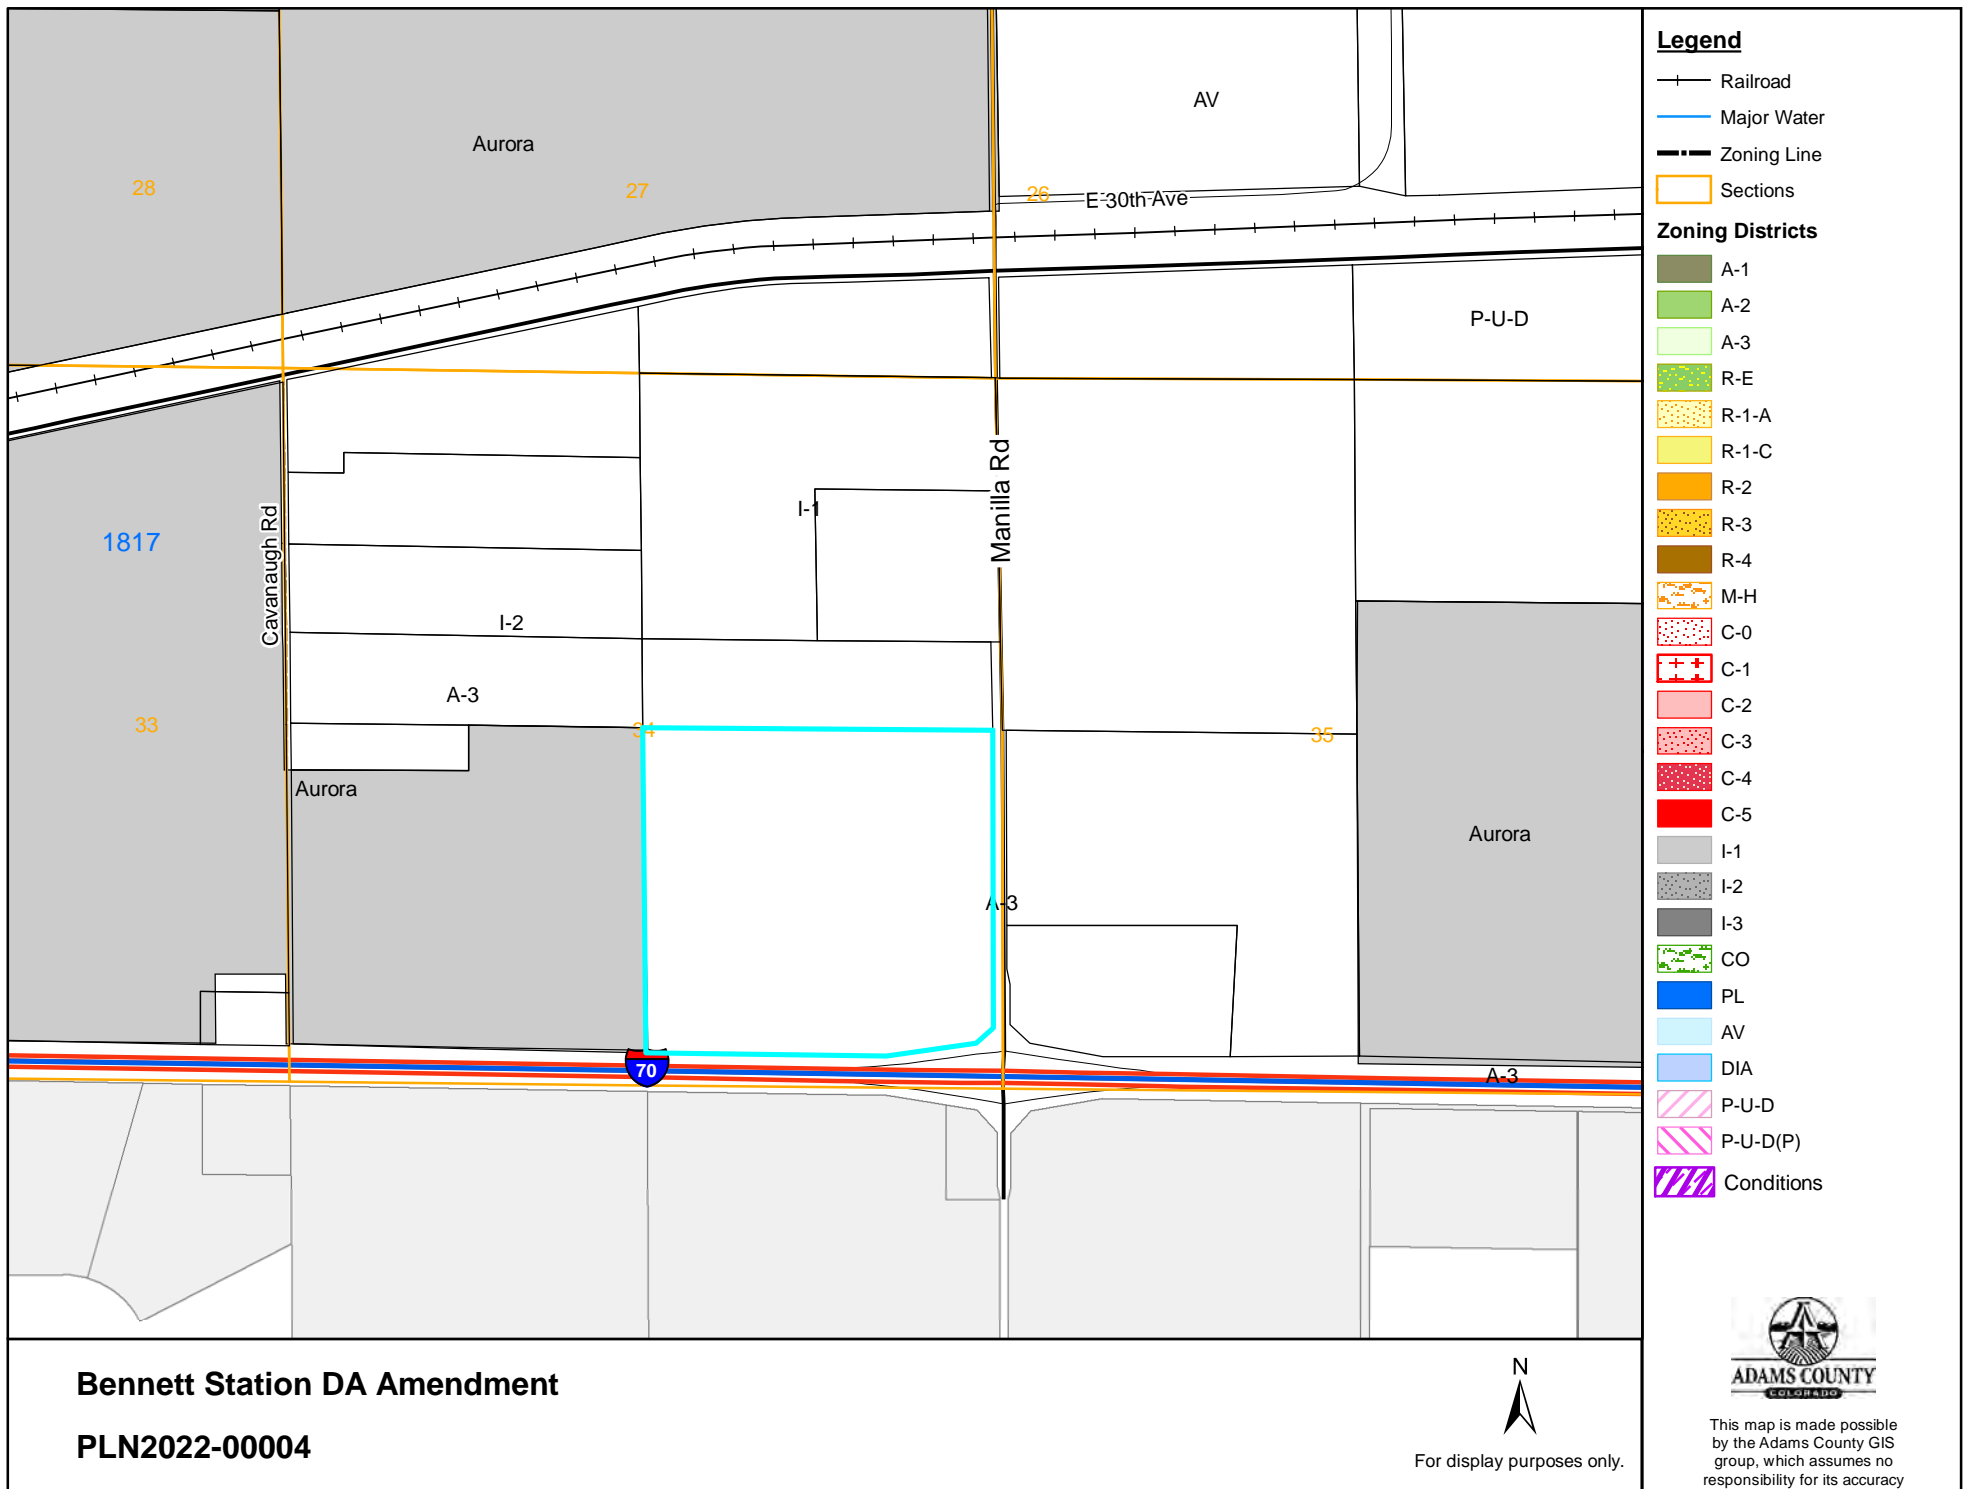 Aurora
AV
28
27
26
E 30th Ave
P-U-D
I-1
Manilla Rd
1817
Cavanaugh Rd
I-2
A-3
33
34
35
Aurora
Aurora
A-3
70
A-3
Legend
Railroad
Major Water
Zoning Line
Sections
Zoning Districts
A-1
A-2
A-3
R-E
R-1-A
R-1-C
R-2
R-3
R-4
M-H
C-0
C-1
C-2
C-3
C-4
C-5
I-1
I-2
I-3
CO
PL
AV
DIA
P-U-D
P-U-D(P)
Conditions
Bennett Station DA Amendment
PLN2022-00004
N
For display purposes only.
ADAMS COUNTY
COLORADO
This map is made possible
by the Adams County GIS
group, which assumes no
responsibility for its accuracy